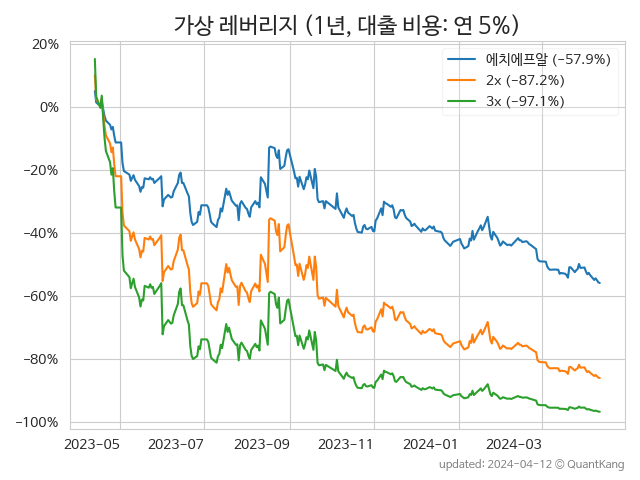 가상 레버리지 (1년, 대출 비용: 연 5%)
20%
0%
−20%
−40%
−60%
−80%
−100%
에치에프알 (−57.9%)
2x (−87.2%)
3x (−97.1%)
2023-05
2023-07
2023-09
2023-11
2024-01
2024-03
updated: 2024-04-12 © QuantKang